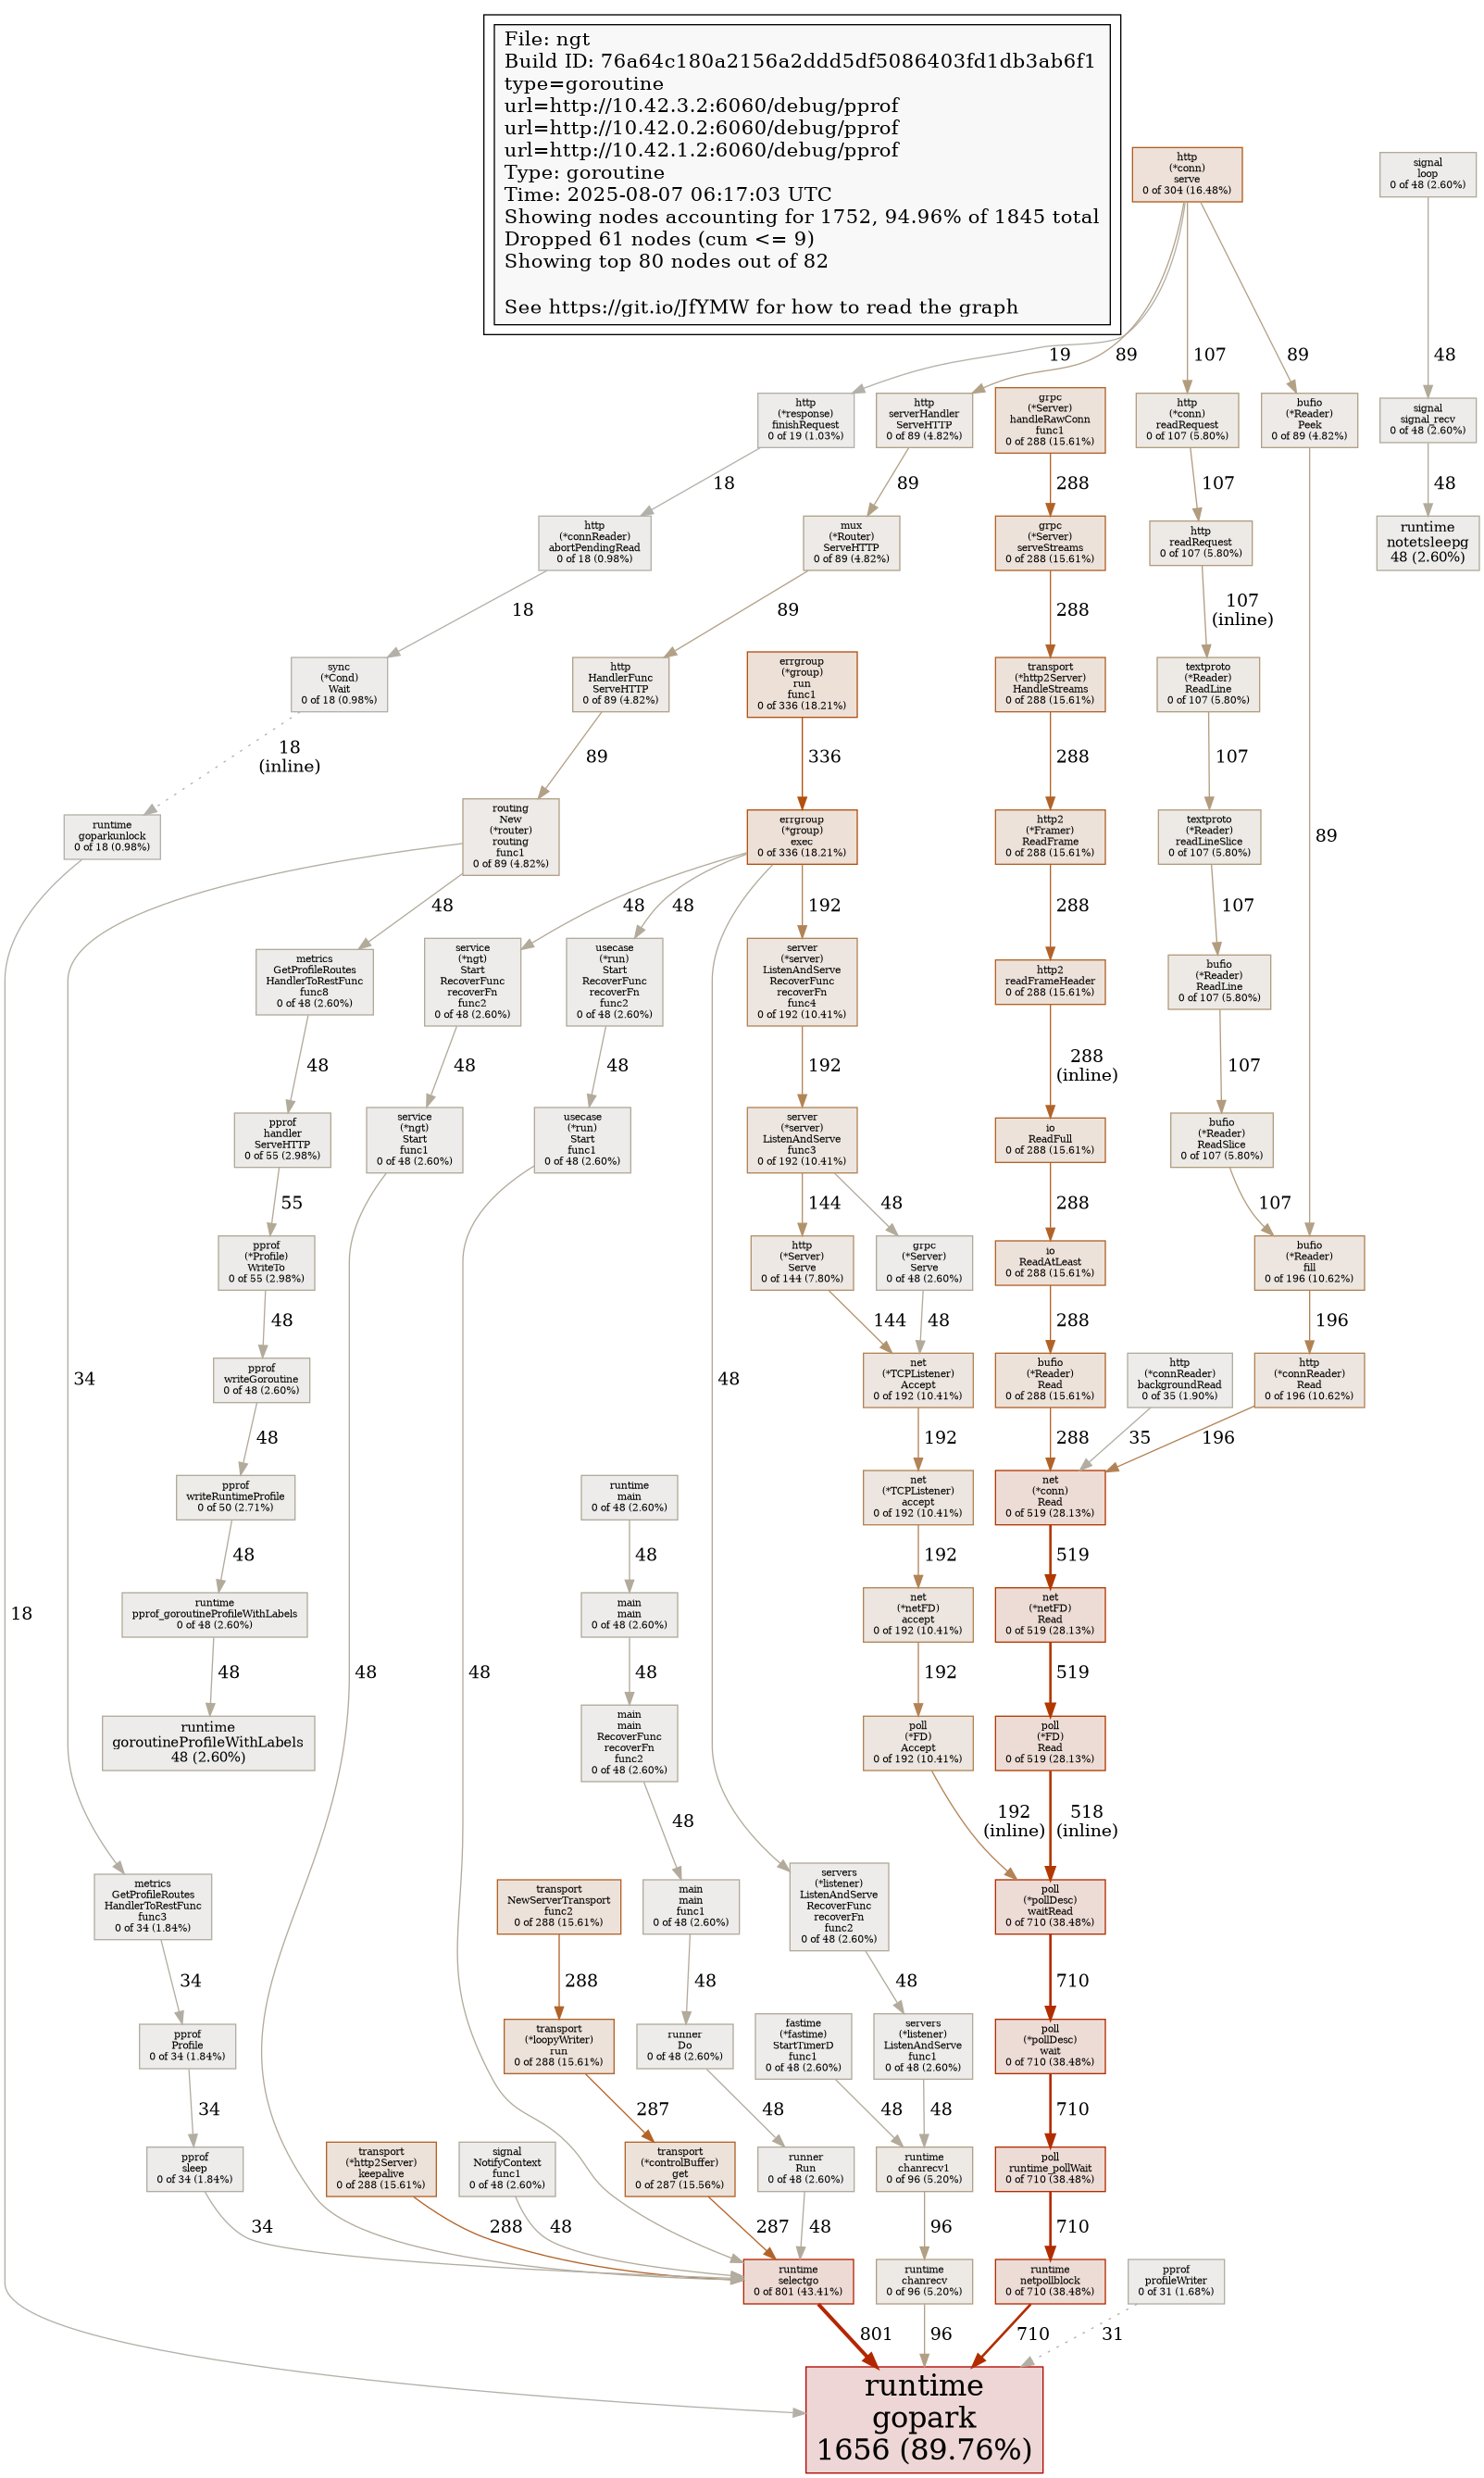 File: ngt
Build ID: 76a64c180a2156a2ddd5df5086403fd1db3ab6f1
type=goroutine
url=http://10.42.3.2:6060/debug/pprof
url=http://10.42.0.2:6060/debug/pprof
url=http://10.42.1.2:6060/debug/pprof
Type: goroutine
Time: 2025-08-07 06:17:03 UTC
Showing nodes accounting for 1752, 94.96% of 1845 total
Dropped 61 nodes (cum <= 9)
Showing top 80 nodes out of 82
See https://git.io/JfYMW for how to read the graph
http
(*conn)
serve
0 of 304 (16.48%)
signal
loop
0 of 48 (2.60%)
19
89
107
89
48
http
(*response)
finishRequest
0 of 19 (1.03%)
http
serverHandler
ServeHTTP
0 of 89 (4.82%)
grpc
(*Server)
handleRawConn
func1
0 of 288 (15.61%)
http
(*conn)
readRequest
0 of 107 (5.80%)
bufio
(*Reader)
Peek
0 of 89 (4.82%)
signal
signal_recv
0 of 48 (2.60%)
18
89
288
107
48
http
(*connReader)
abortPendingRead
0 of 18 (0.98%)
mux
(*Router)
ServeHTTP
0 of 89 (4.82%)
grpc
(*Server)
serveStreams
0 of 288 (15.61%)
http
readRequest
0 of 107 (5.80%)
runtime
notetsleepg
48 (2.60%)
18
89
288
107
(inline)
sync
(*Cond)
Wait
0 of 18 (0.98%)
http
HandlerFunc
ServeHTTP
0 of 89 (4.82%)
errgroup
(*group)
run
func1
0 of 336 (18.21%)
transport
(*http2Server)
HandleStreams
0 of 288 (15.61%)
textproto
(*Reader)
ReadLine
0 of 107 (5.80%)
18
(inline)
89
336
288
107
runtime
goparkunlock
0 of 18 (0.98%)
routing
New
(*router)
routing
func1
0 of 89 (4.82%)
errgroup
(*group)
exec
0 of 336 (18.21%)
http2
(*Framer)
ReadFrame
0 of 288 (15.61%)
textproto
(*Reader)
readLineSlice
0 of 107 (5.80%)
89
48
48
48
192
288
107
metrics
GetProfileRoutes
HandlerToRestFunc
func8
0 of 48 (2.60%)
service
(*ngt)
Start
RecoverFunc
recoverFn
func2
0 of 48 (2.60%)
usecase
(*run)
Start
RecoverFunc
recoverFn
func2
0 of 48 (2.60%)
server
(*server)
ListenAndServe
RecoverFunc
recoverFn
func4
0 of 192 (10.41%)
http2
readFrameHeader
0 of 288 (15.61%)
bufio
(*Reader)
ReadLine
0 of 107 (5.80%)
48
48
48
192
288
(inline)
107
pprof
handler
ServeHTTP
0 of 55 (2.98%)
service
(*ngt)
Start
func1
0 of 48 (2.60%)
usecase
(*run)
Start
func1
0 of 48 (2.60%)
server
(*server)
ListenAndServe
func3
0 of 192 (10.41%)
io
ReadFull
0 of 288 (15.61%)
bufio
(*Reader)
ReadSlice
0 of 107 (5.80%)
55
144
48
288
107
pprof
(*Profile)
WriteTo
0 of 55 (2.98%)
http
(*Server)
Serve
0 of 144 (7.80%)
grpc
(*Server)
Serve
0 of 48 (2.60%)
io
ReadAtLeast
0 of 288 (15.61%)
bufio
(*Reader)
fill
0 of 196 (10.62%)
48
144
48
288
196
34
pprof
writeGoroutine
0 of 48 (2.60%)
48
net
(*TCPListener)
Accept
0 of 192 (10.41%)
bufio
(*Reader)
Read
0 of 288 (15.61%)
http
(*connReader)
backgroundRead
0 of 35 (1.90%)
http
(*connReader)
Read
0 of 196 (10.62%)
48
192
288
35
196
pprof
writeRuntimeProfile
0 of 50 (2.71%)
runtime
main
0 of 48 (2.60%)
net
(*TCPListener)
accept
0 of 192 (10.41%)
net
(*conn)
Read
0 of 519 (28.13%)
48
48
192
519
18
runtime
pprof_goroutineProfileWithLabels
0 of 48 (2.60%)
main
main
0 of 48 (2.60%)
net
(*netFD)
accept
0 of 192 (10.41%)
net
(*netFD)
Read
0 of 519 (28.13%)
48
48
48
48
192
519
runtime
goroutineProfileWithLabels
48 (2.60%)
main
main
RecoverFunc
recoverFn
func2
0 of 48 (2.60%)
poll
(*FD)
Accept
0 of 192 (10.41%)
poll
(*FD)
Read
0 of 519 (28.13%)
48
192
(inline)
518
(inline)
metrics
GetProfileRoutes
HandlerToRestFunc
func3
0 of 34 (1.84%)
transport
NewServerTransport
func2
0 of 288 (15.61%)
main
main
func1
0 of 48 (2.60%)
servers
(*listener)
ListenAndServe
RecoverFunc
recoverFn
func2
0 of 48 (2.60%)
poll
(*pollDesc)
waitRead
0 of 710 (38.48%)
34
288
48
48
710
pprof
Profile
0 of 34 (1.84%)
transport
(*loopyWriter)
run
0 of 288 (15.61%)
runner
Do
0 of 48 (2.60%)
fastime
(*fastime)
StartTimerD
func1
0 of 48 (2.60%)
servers
(*listener)
ListenAndServe
func1
0 of 48 (2.60%)
poll
(*pollDesc)
wait
0 of 710 (38.48%)
34
287
48
48
48
710
pprof
sleep
0 of 34 (1.84%)
transport
(*http2Server)
keepalive
0 of 288 (15.61%)
signal
NotifyContext
func1
0 of 48 (2.60%)
transport
(*controlBuffer)
get
0 of 287 (15.56%)
runner
Run
0 of 48 (2.60%)
runtime
chanrecv1
0 of 96 (5.20%)
poll
runtime_pollWait
0 of 710 (38.48%)
34
288
48
287
48
96
710
runtime
selectgo
0 of 801 (43.41%)
runtime
chanrecv
0 of 96 (5.20%)
runtime
netpollblock
0 of 710 (38.48%)
pprof
profileWriter
0 of 31 (1.68%)
801
96
710
31
runtime
gopark
1656 (89.76%)